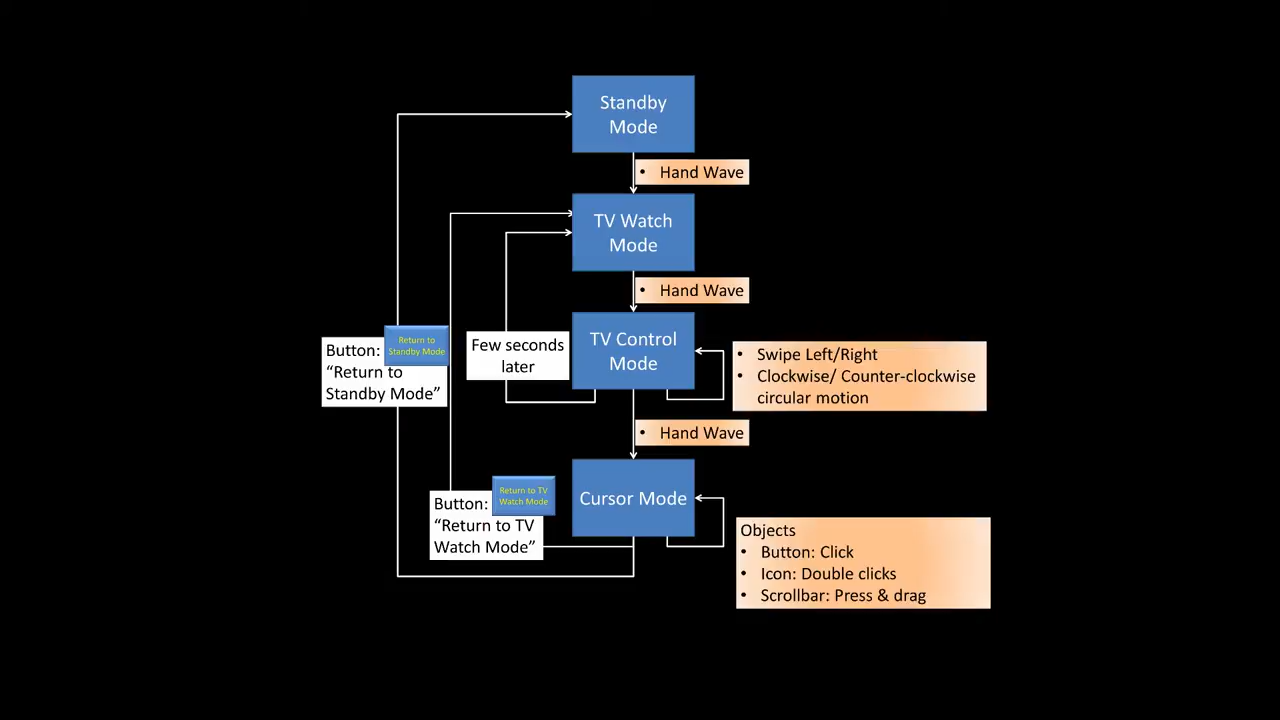 Standby
Mode
• Hand Wave
TV Watch
Mode
• Hand Wave
TV Control
Mode
Few seconds
later
• Swipe Left/Right
• Clockwise/ Counter-clockwise
circular motion
Return to
Standby Mode
Button:
“Return to
Standby Mode”
• Hand Wave
Cursor Mode
Return to TV
Watch Mode
Button:
“Return to TV
Watch Mode”
Objects
• Button: Click
• Icon: Double clicks
• Scrollbar: Press & drag